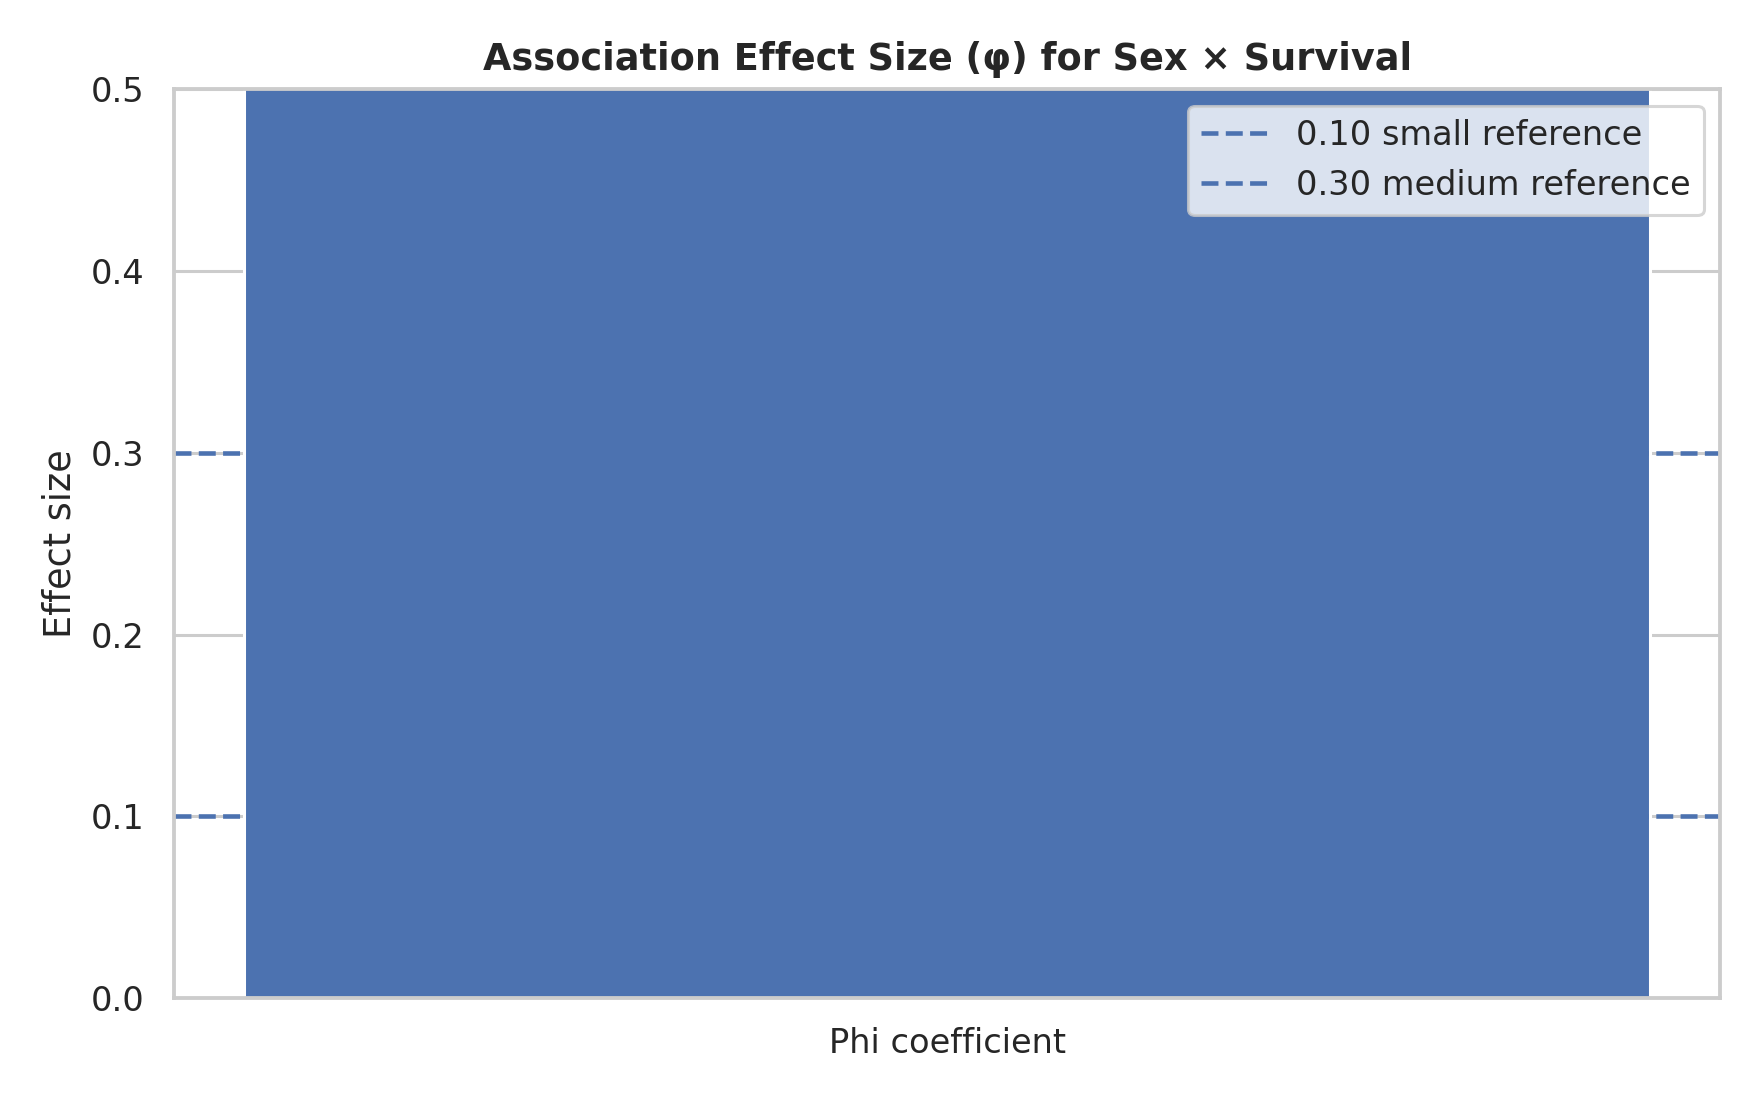 Association Effect Size (φ) for Sex × Survival
0.5
0.4
0.3
0.2
0.1
0.0
Effect size
0.10 small reference
0.30 medium reference
Phi coefficient